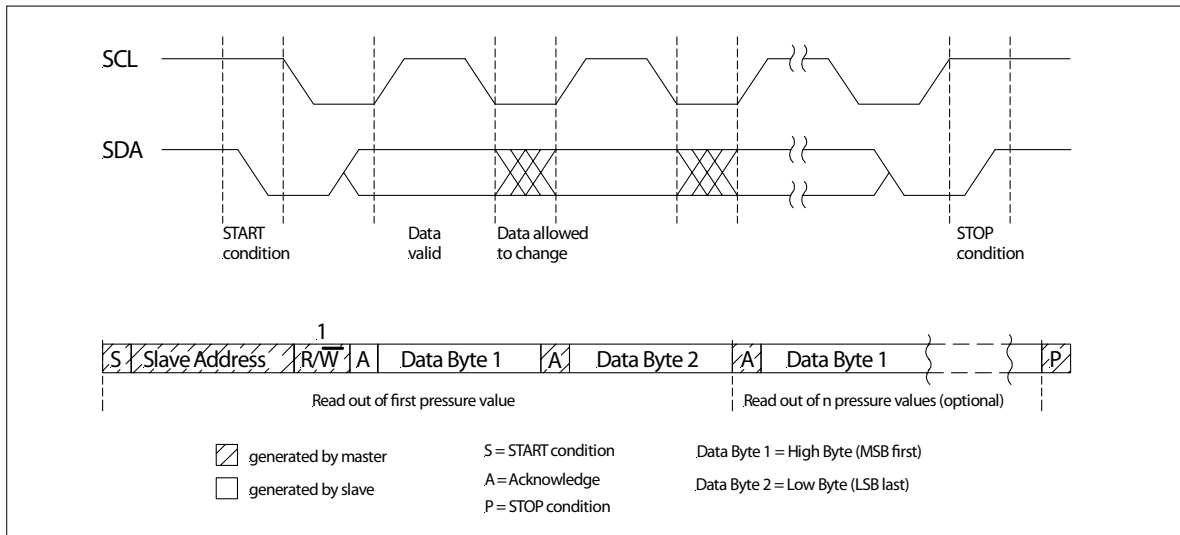 SCL
SDA
START condition
Data valid
Data allowed to change
STOP condition
1
S Slave Address R/W̅ A Data Byte 1 A Data Byte 2 A Data Byte 1 P
Read out of first pressure value
Read out of n pressure values (optional)
generated by master
generated by slave
S = START condition
A = Acknowledge
P = STOP condition
Data Byte 1 = High Byte (MSB first)
Data Byte 2 = Low Byte (LSB last)